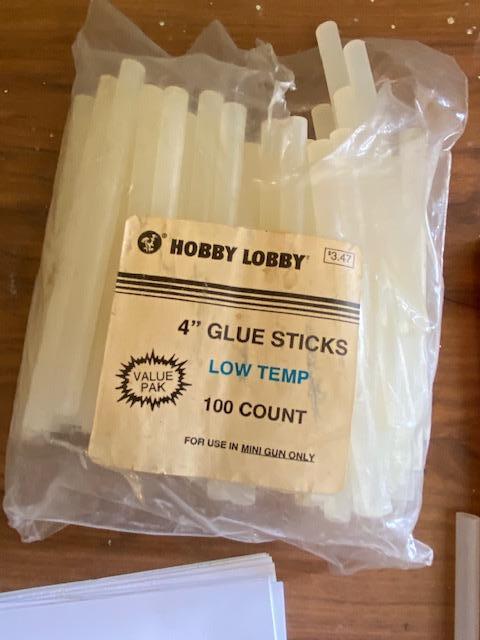 HOBBY LOBBY
$3.47
4” GLUE STICKS
LOW TEMP
VALUE
PAK
100 COUNT
FOR USE IN MINI GUN ONLY